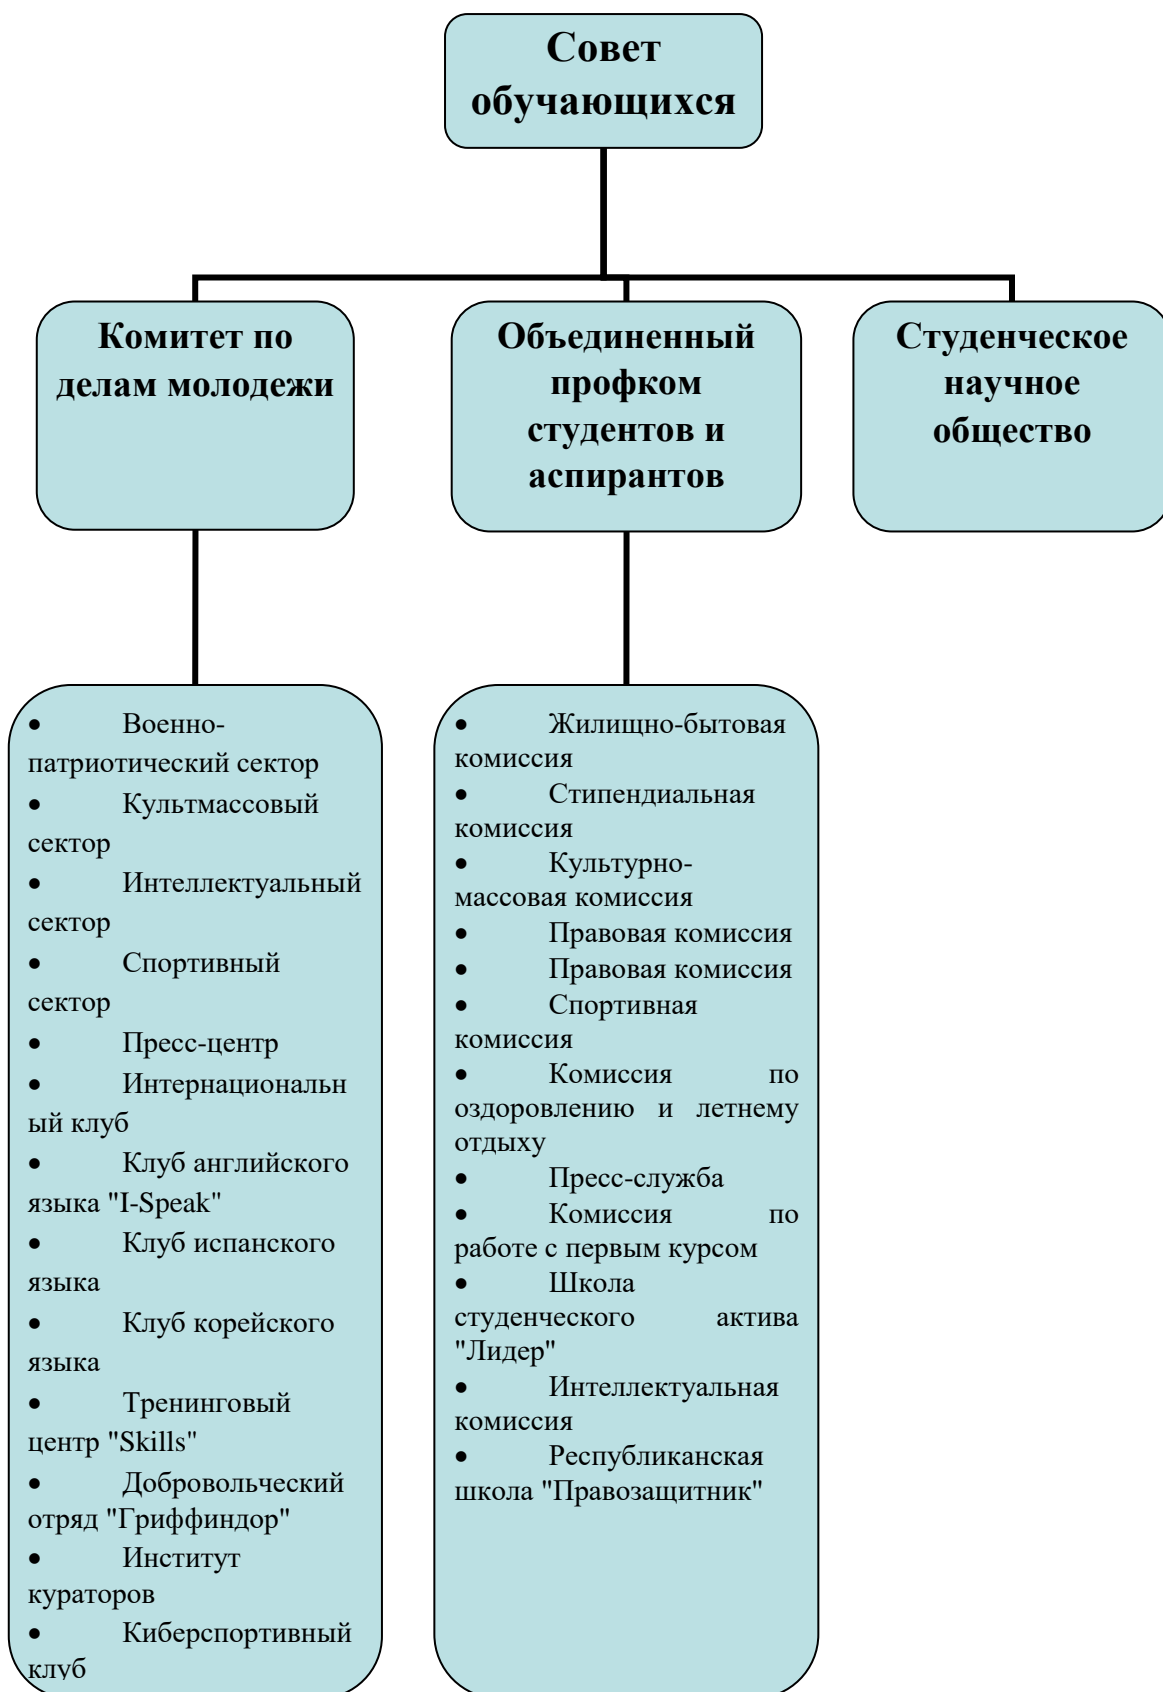 Совет
обучающихся
Комитет по
делам молодежи
Объединенный
профком
студентов и
аспирантов
Студенческое
научное
общество
• Военно-
патриотический сектор
• Культмассовый
сектор
• Интеллектуальный
сектор
• Спортивный
сектор
• Пресс-центр
• Интернациональн
ый клуб
• Клуб английского
языка "I-Speak"
• Клуб испанского
языка
• Клуб корейского
языка
• Тренинговый
центр "Skills"
• Добровольческий
отряд "Гриффиндор"
• Институт
кураторов
• Киберспортивный
клуб
• Жилищно-бытовая
комиссия
• Стипендиальная
комиссия
• Культурно-
массовая комиссия
• Правовая комиссия
• Правовая комиссия
• Спортивная
комиссия
• Комиссия по
оздоровлению и летнему
отдыху
• Пресс-служба
• Комиссия по
работе с первым курсом
• Школа
студенческого актива
"Лидер"
• Интеллектуальная
комиссия
• Республиканская
школа "Правозащитник"